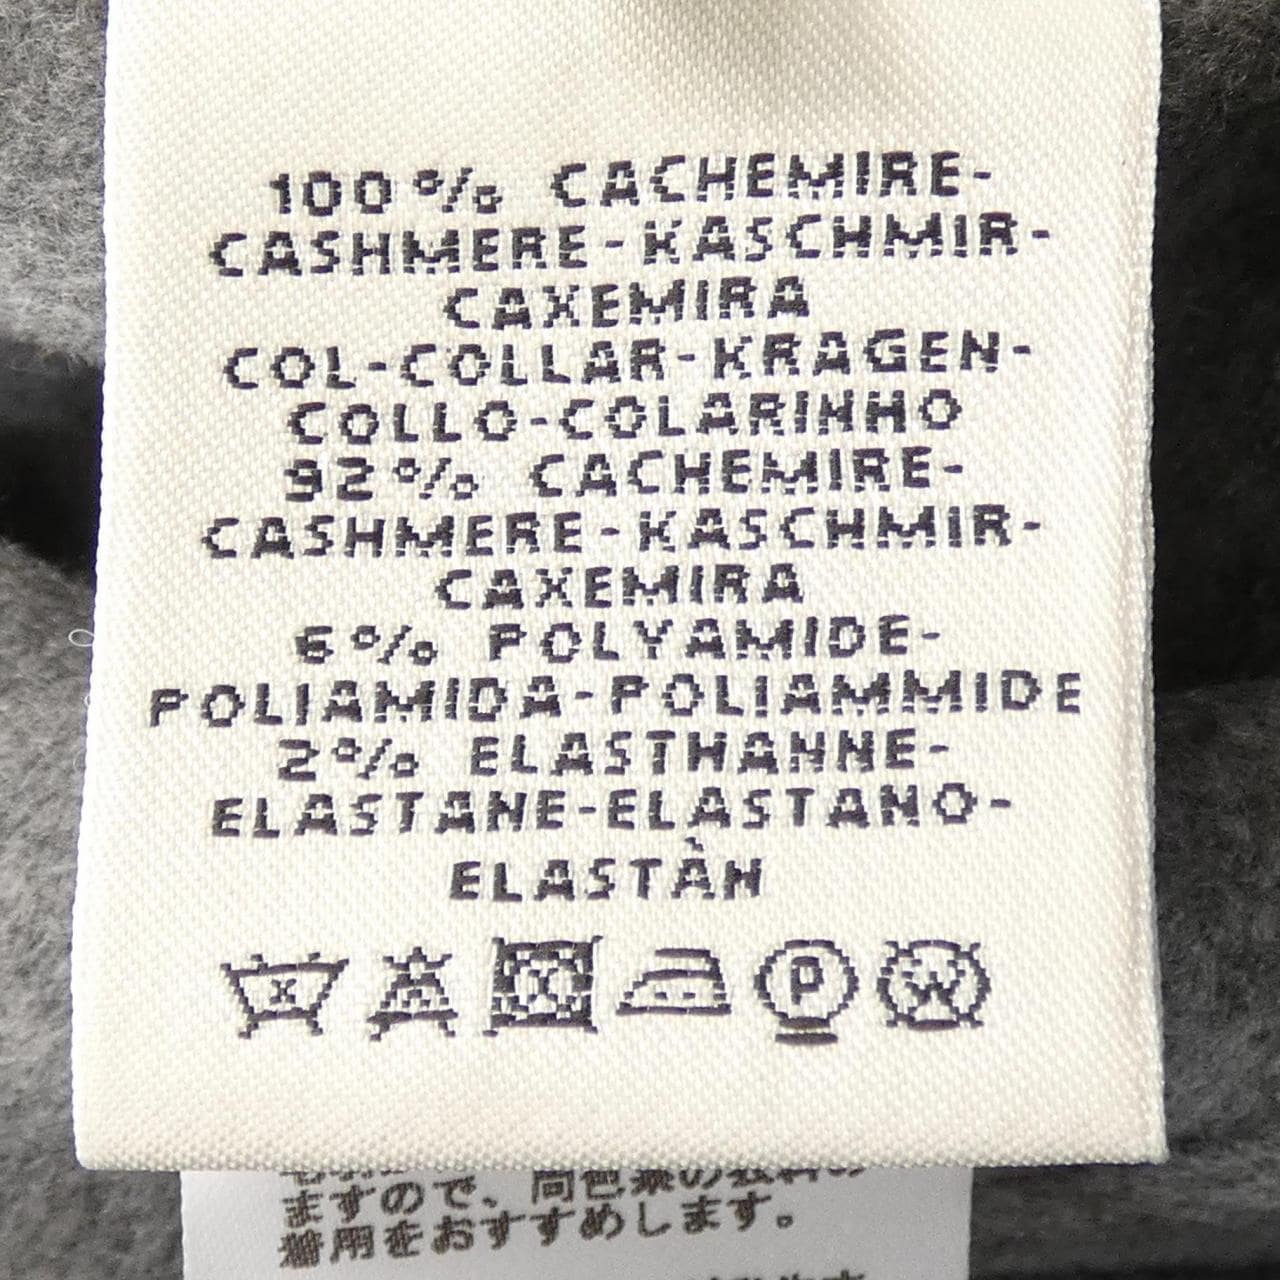 100% CACHEMIRE-
CASHMERE-KASCHMIR-
CAXEMIRA
COL-COLLAR-KRAGEN-
COLLO-COLARINHO
92% CACHEMIRE-
CASHMERE-KASCHMIR-
CAXEMIRA
6% POLYAMIDE-
POLIAMIDA-POLIAMMIDE
2% ELASTHANNE-
ELASTANE-ELASTANO-
ELASTÀN
P W
ますので、同色系の衣料の
着用をおすすめします。